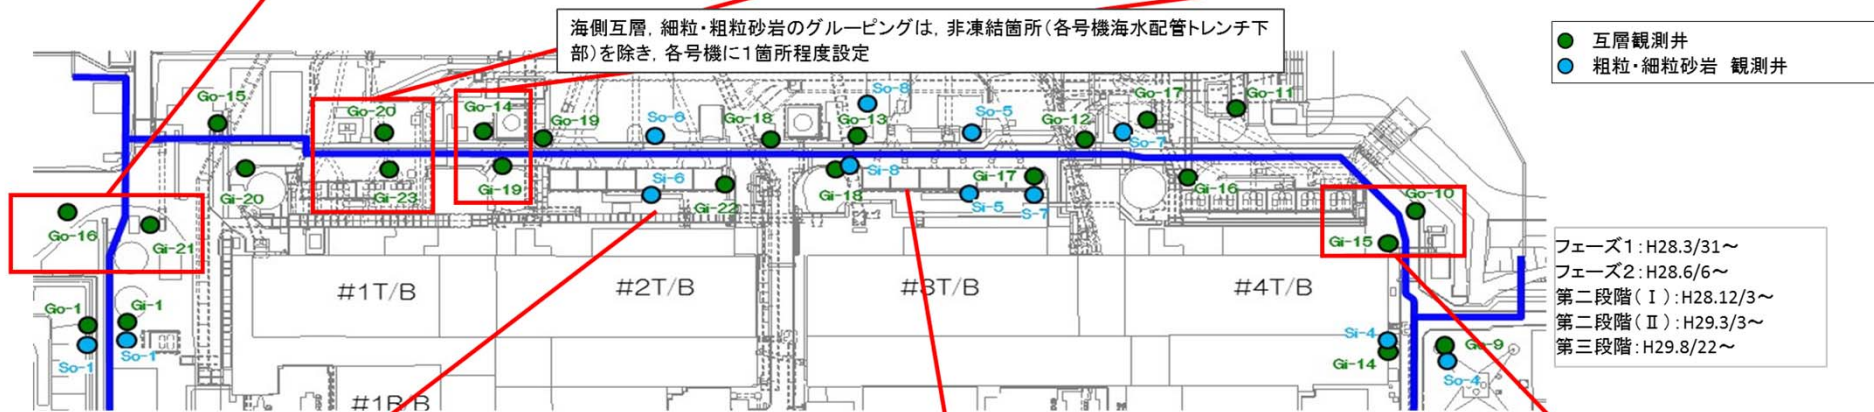 海側互層，細粒・粗粒砂岩のグルーピングは，非凍結箇所（各号機海水配管トレンチ下
部）を除き，各号機に1箇所程度設定
互層観測井
粗粒・細粒砂岩 観測井
Go-15
Go-20
Go-14
Go-19
So-6
Go-18
So-8
Go-13
So-5
Go-12
Go-17
So-7
Go-11
Gi-20
Gi-23
Gi-19
Si-6
Gi-22
Gi-18
Si-8
Si-5
Gi-17
S-7
Gi-16
Go-10
Gi-15
Go-16
Gi-21
フェーズ1：H28.3/31～
フェーズ2：H28.6/6～
第二段階（Ⅰ）：H28.12/3～
第二段階（Ⅱ）：H29.3/3～
第三段階：H29.8/22～
#1T/B
#2T/B
#3T/B
#4T/B
Go-1
Gi-1
So-1
So-1
Si-4
Gi-14
Go-9
So-4
#1R/B